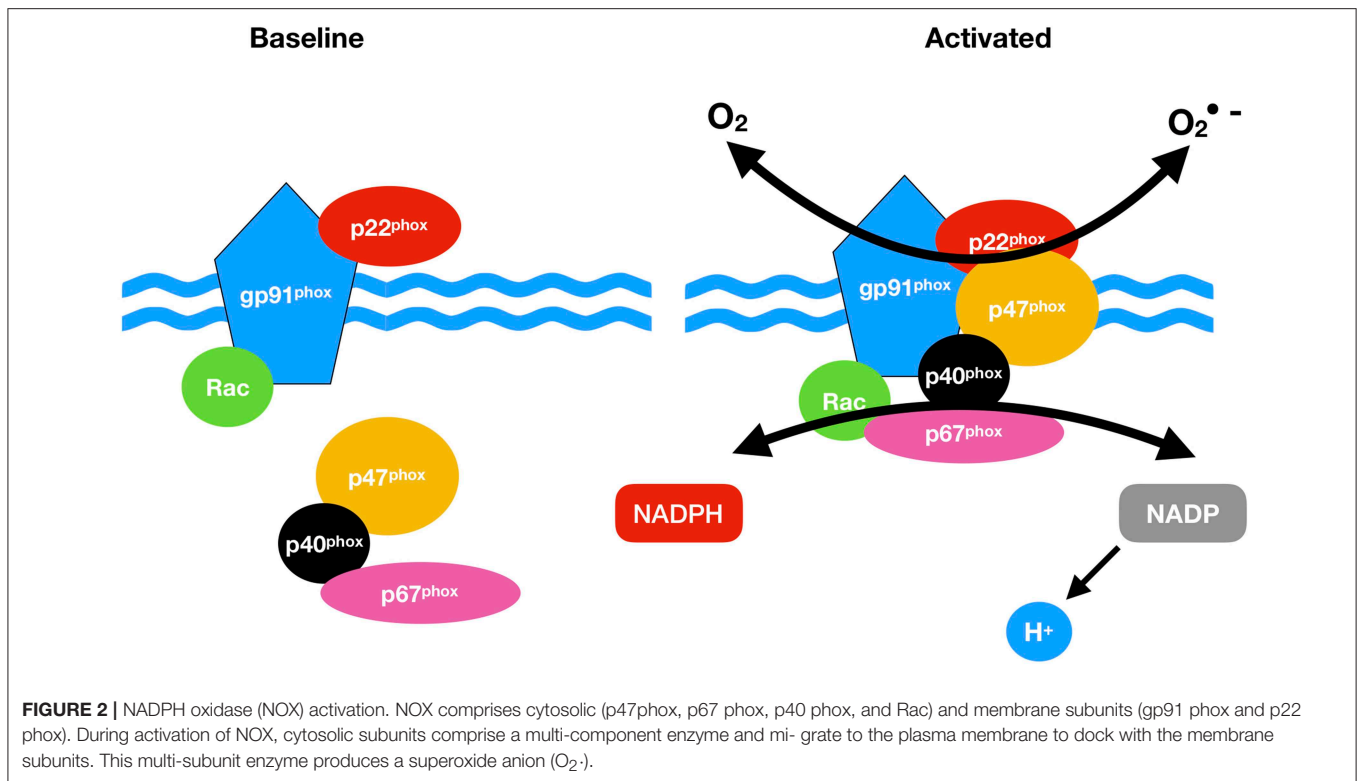 Baseline
Activated
O₂
O₂• -
p22phox
gp91phox
Rac
p47phox
p40phox
p67phox
p22phox
gp91phox
p47phox
p40phox
Rac
p67phox
NADPH
NADP
H+
FIGURE 2 | NADPH oxidase (NOX) activation. NOX comprises cytosolic (p47phox, p67 phox, p40 phox, and Rac) and membrane subunits (gp91 phox and p22
phox). During activation of NOX, cytosolic subunits comprise a multi-component enzyme and mi- grate to the plasma membrane to dock with the membrane
subunits. This multi-subunit enzyme produces a superoxide anion (O₂·).